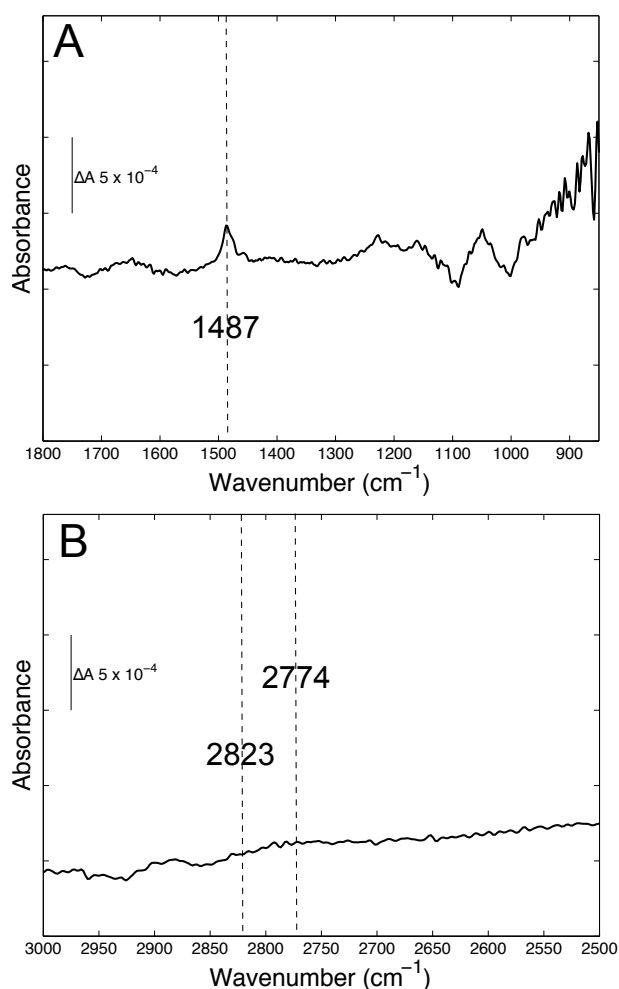 A
ΔA 5 x 10⁻⁴
Absorbance
1487
1800 1700 1600 1500 1400 1300 1200 1100 1000 900
Wavenumber (cm⁻¹)
B
ΔA 5 x 10⁻⁴
2774
Absorbance
2823
3000 2950 2900 2850 2800 2750 2700 2650 2600 2550 2500
Wavenumber (cm⁻¹)